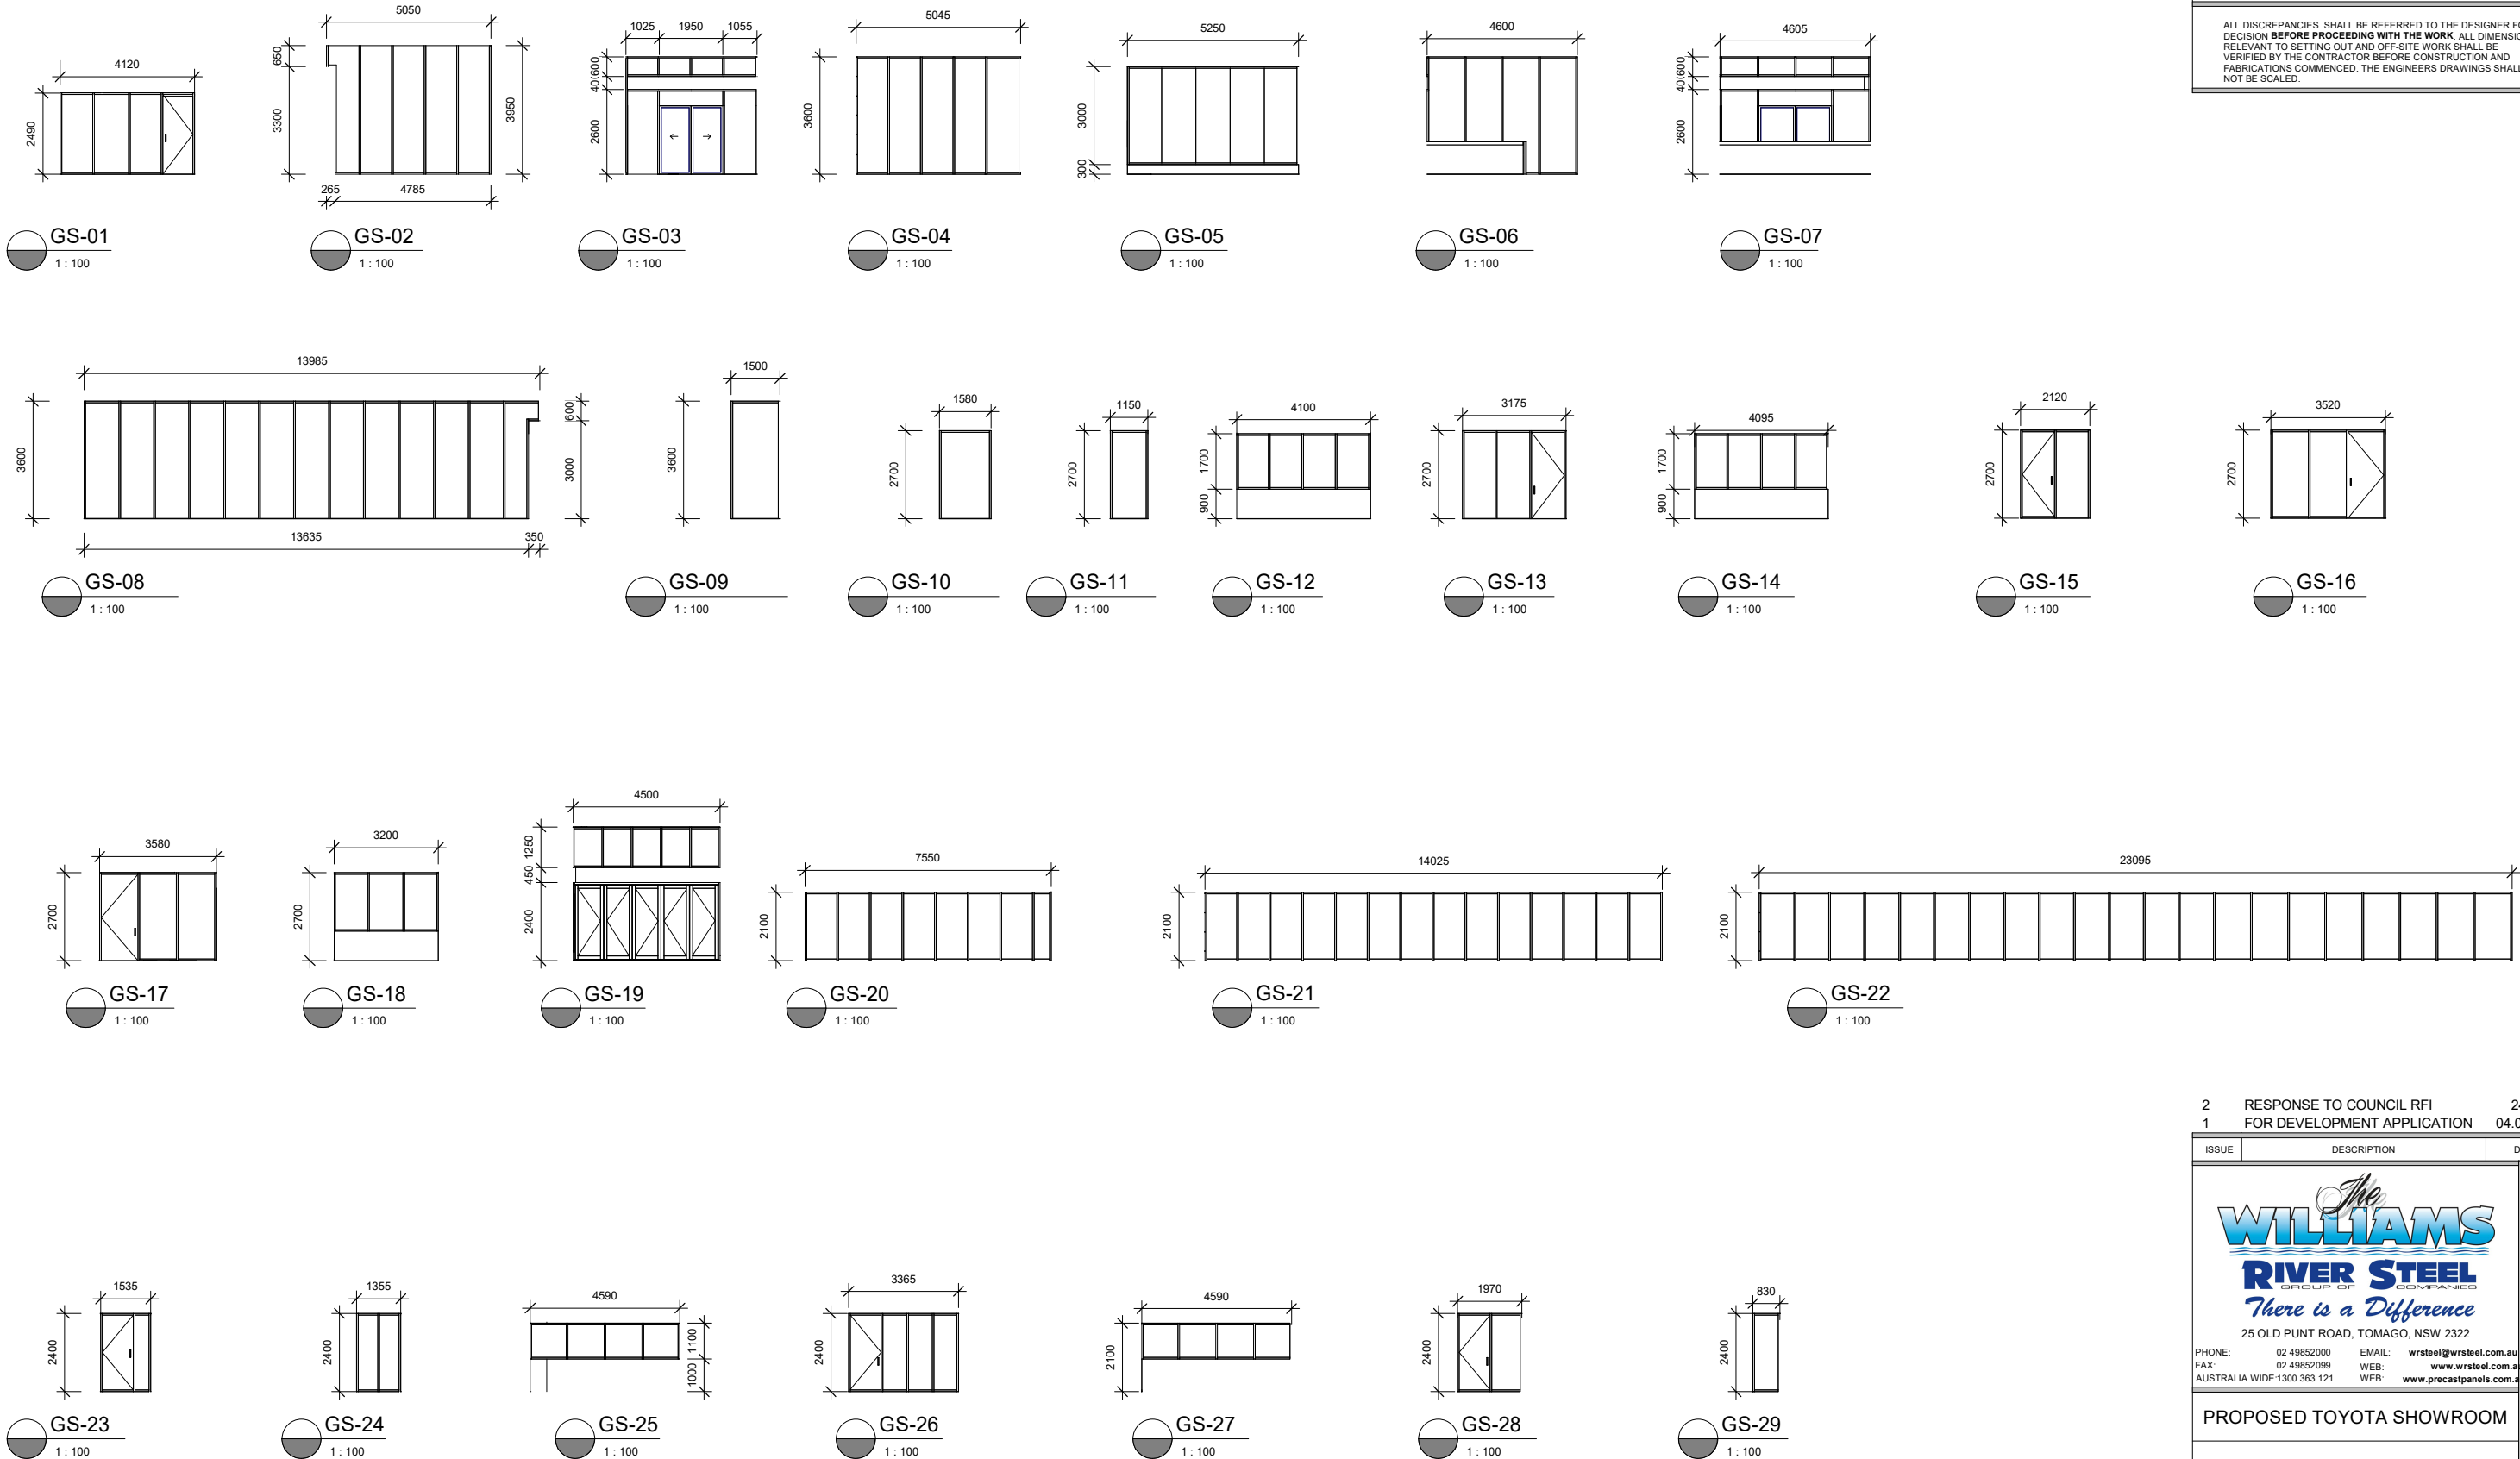 ALL DISCREPANCIES SHALL BE REFERRED TO THE DESIGNER
DECISION BEFORE PROCEEDING WITH THE WORK. ALL
RELEVANT TO SETTING OUT AND OFF-SITE WORK SHALL BE
VERIFIED BY THE CONTRACTOR BEFORE CONSTRUCTION AND
FABRICATIONS COMMENCED. THE ENGINEERS DRAWINGS SHALL
NOT BE SCALED.
4120
2490
GS-01
1 : 100
5050
650
3300
3950
265
4785
GS-02
1 : 100
1025
1950
1055
600
400
2600
GS-03
1 : 100
5045
3600
GS-04
1 : 100
5250
3000
300
GS-05
1 : 100
4600
GS-06
1 : 100
4605
600
400
2600
GS-07
1 : 100
13985
3600
600
3000
13635
350
GS-08
1 : 100
1500
3600
GS-09
1 : 100
1580
2700
GS-10
1 : 100
1150
2700
GS-11
1 : 100
4100
1700
900
GS-12
1 : 100
3175
2700
GS-13
1 : 100
4095
1700
900
GS-14
1 : 100
2120
2700
GS-15
1 : 100
3520
2700
GS-16
1 : 100
3580
2700
GS-17
1 : 100
3200
2700
GS-18
1 : 100
4500
1250
450
2400
GS-19
1 : 100
7550
2100
GS-20
1 : 100
14025
2100
GS-21
1 : 100
23095
2100
GS-22
1 : 100
1535
2400
GS-23
1 : 100
1355
2400
GS-24
1 : 100
4590
1100
1000
GS-25
1 : 100
3365
2400
GS-26
1 : 100
4590
2100
GS-27
1 : 100
1970
2400
GS-28
1 : 100
830
2400
GS-29
1 : 100
2 RESPONSE TO COUNCIL RFI
1 FOR DEVELOPMENT APPLICATION
ISSUE DESCRIPTION
The
WILLIAMS
RIVER STEEL
GROUP OF COMPANIES
There is a Difference
25 OLD PUNT ROAD, TOMAGO, NSW 2322
PHONE: 02 49852000 EMAIL: wrsteel@wrsteel.com.au
FAX: 02 49852099 WEB: www.wrsteel.com.au
AUSTRALIA WIDE:1300 363 121 WEB: www.precastpanels.com.a
PROPOSED TOYOTA SHOWROOM